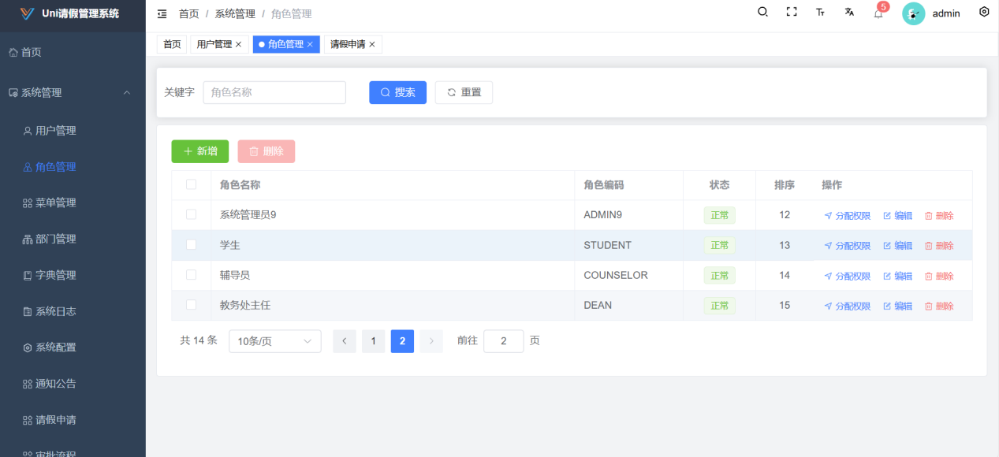 Uni请假管理系统
首页 / 系统管理 / 角色管理
5
admin
首页
用户管理
角色管理
请假申请
首页
系统管理
用户管理
角色管理
菜单管理
部门管理
字典管理
系统日志
系统配置
通知公告
请假申请
审批流程
关键字 角色名称 搜索 重置
新增 删除
角色名称 角色编码 状态 排序 操作
系统管理员9 ADMIN9 正常 12 分配权限 编辑 删除
学生 STUDENT 正常 13 分配权限 编辑 删除
辅导员 COUNSELOR 正常 14 分配权限 编辑 删除
教务处主任 DEAN 正常 15 分配权限 编辑 删除
共 14 条 10条/页 1 2 前往 2 页